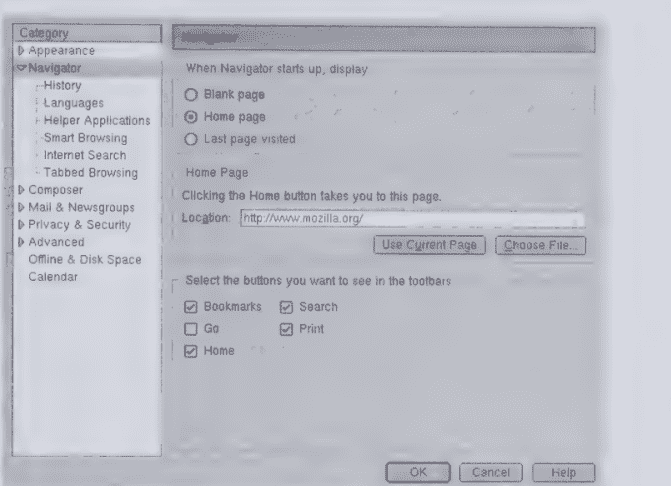 Category
Appearance
Navigator
History
Languages
Helper Applications
Smart Browsing
Internet Search
Tabbed Browsing
Composer
Mail & Newsgroups
Privacy & Security
Advanced
Offline & Disk Space
Calendar
When Navigator starts up, display
Blank page
Home page
Last page visited
Home Page
Clicking the Home button takes you to this page.
Location: http://www.mozilla.org/
Use Current Page Choose File...
Select the buttons you want to see in the toolbars
Bookmarks Search
Go Print
Home
OK Cancel Help